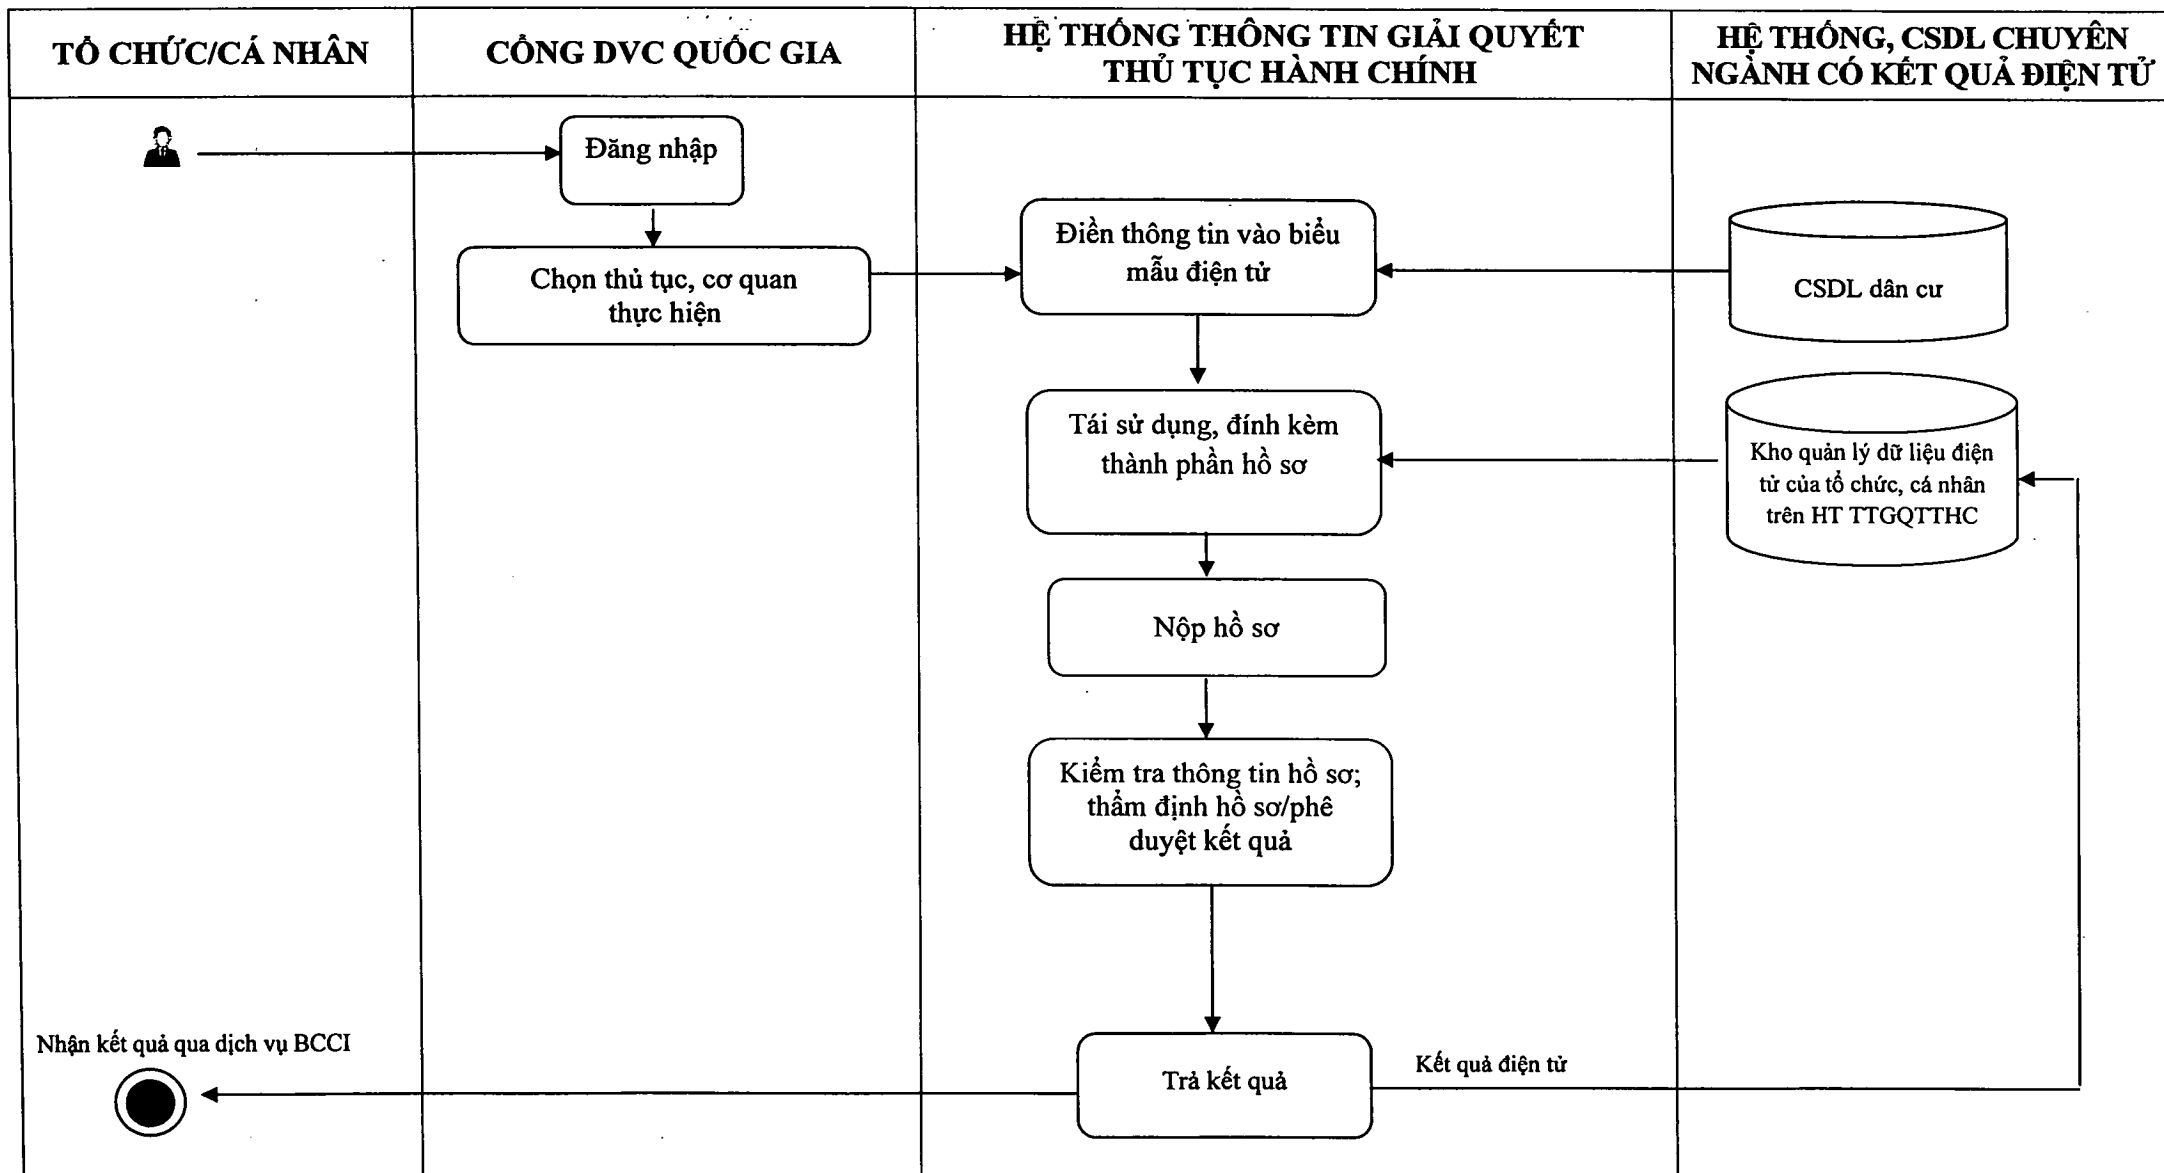 TỔ CHỨC/CÁ NHÂN
CỔNG DVC QUỐC GIA
HỆ THỐNG THÔNG TIN GIẢI QUYẾT
THỦ TỤC HÀNH CHÍNH
HỆ THỐNG, CSDL CHUYÊN
NGÀNH CÓ KẾT QUẢ ĐIỆN TỬ
Đăng nhập
Chọn thủ tục, cơ quan
thực hiện
Điền thông tin vào biểu
mẫu điện tử
CSDL dân cư
Tái sử dụng, đính kèm
thành phần hồ sơ
Kho quản lý dữ liệu điện
tử của tổ chức, cá nhân
trên HT TTGQTTHC
Nộp hồ sơ
Kiểm tra thông tin hồ sơ;
thẩm định hồ sơ/phê
duyệt kết quả
Nhận kết quả qua dịch vụ BCCI
Trả kết quả
Kết quả điện tử